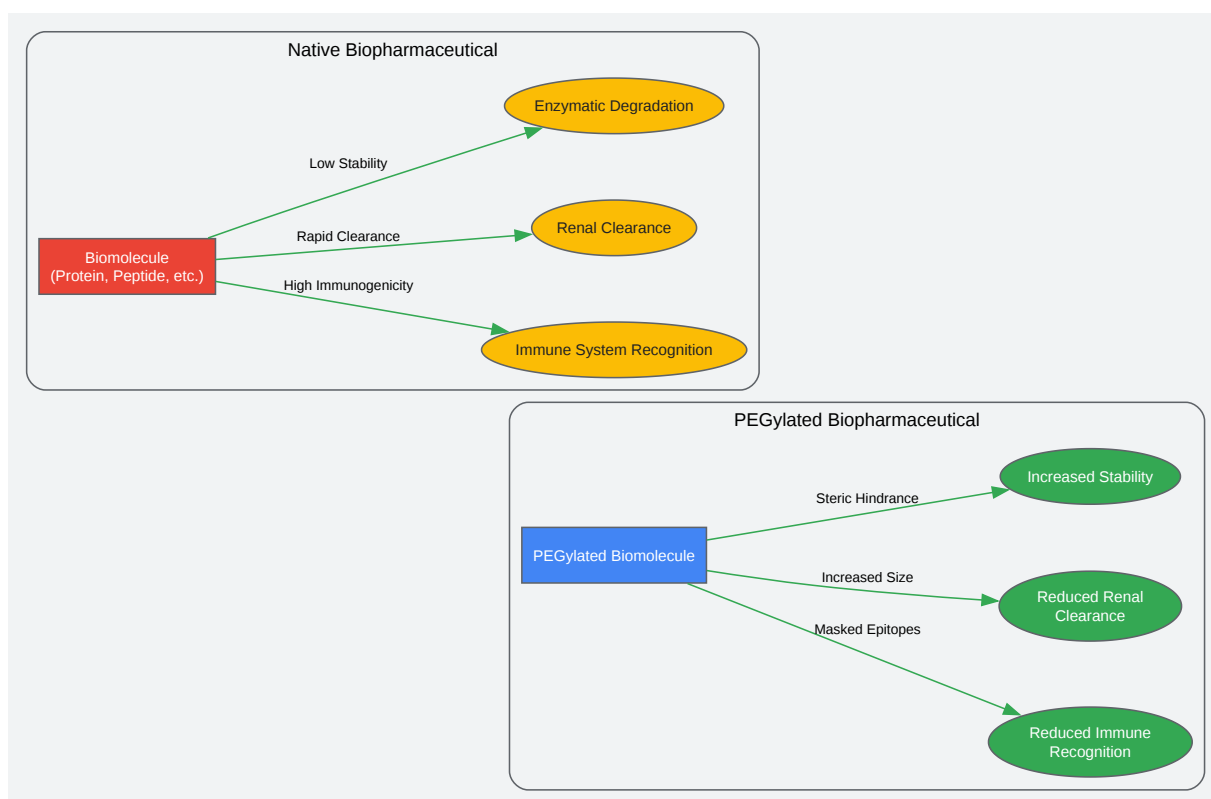 Native Biopharmaceutical
Enzymatic Degradation
Low Stability
Renal Clearance
Rapid Clearance
Biomolecule
(Protein, Peptide, etc.)
High Immunogenicity
Immune System Recognition
PEGylated Biopharmaceutical
Increased Stability
Steric Hindrance
PEGylated Biomolecule
Increased Size
Reduced Renal
Clearance
Masked Epitopes
Reduced Immune
Recognition